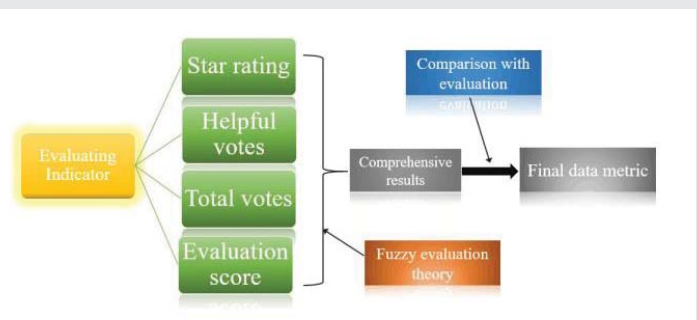 Evaluating
Indicator
Star rating
Helpful
votes
Total votes
Evaluation
score
Comprehensive
results
Comparison with
evaluation
Fuzzy evaluation
theory
Final data metric